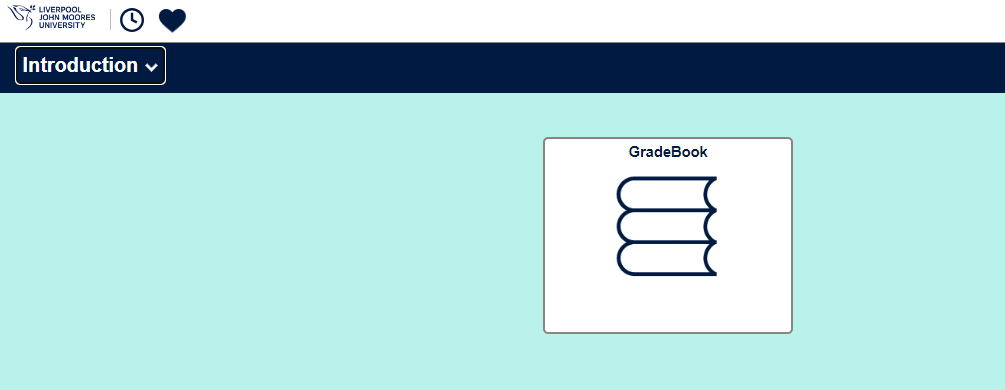 LIVERPOOL
JOHN MOORES
UNIVERSITY
Introduction
GradeBook